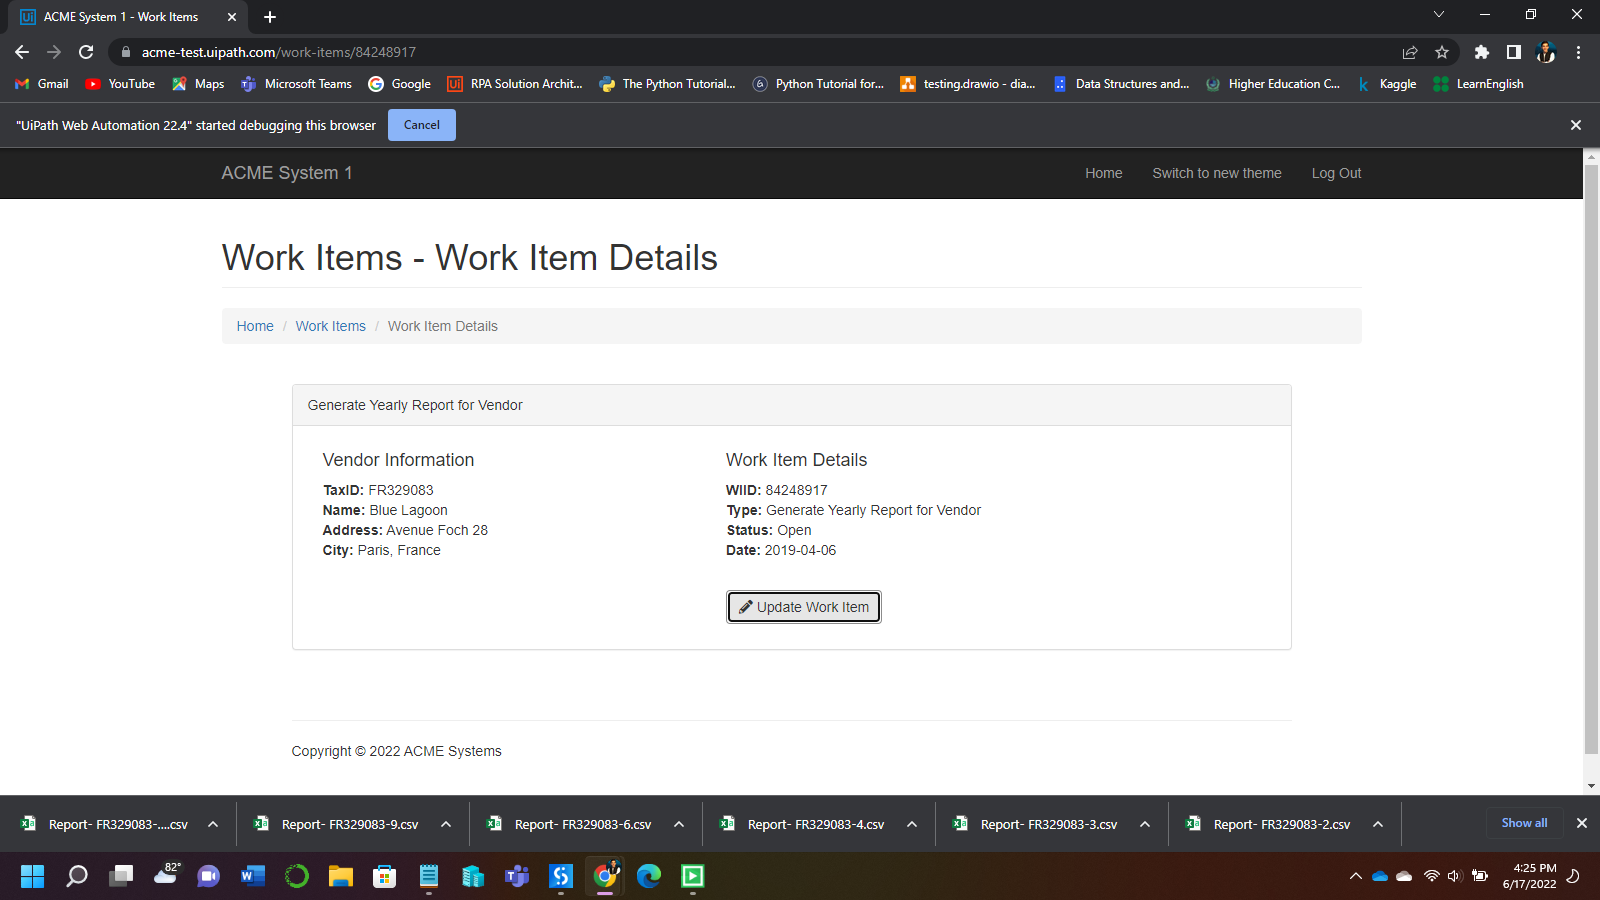 ACME System 1 - Work Items
acme-test.uipath.com/work-items/84248917
Gmail YouTube Maps Microsoft Teams Google RPA Solution Archit... The Python Tutorial... Python Tutorial for... testing.drawio - dia... Data Structures and... Higher Education C... Kaggle LearnEnglish
"UiPath Web Automation 22.4" started debugging this browser Cancel
ACME System 1 Home Switch to new theme Log Out
Work Items - Work Item Details
Home / Work Items / Work Item Details
Generate Yearly Report for Vendor
Vendor Information
TaxID: FR329083
Name: Blue Lagoon
Address: Avenue Foch 28
City: Paris, France
Work Item Details
WIID: 84248917
Type: Generate Yearly Report for Vendor
Status: Open
Date: 2019-04-06
Update Work Item
Copyright © 2022 ACME Systems
Report- FR329083-....csv Report- FR329083-9.csv Report- FR329083-6.csv Report- FR329083-4.csv Report- FR329083-3.csv Report- FR329083-2.csv Show all
82°
4:25 PM
6/17/2022